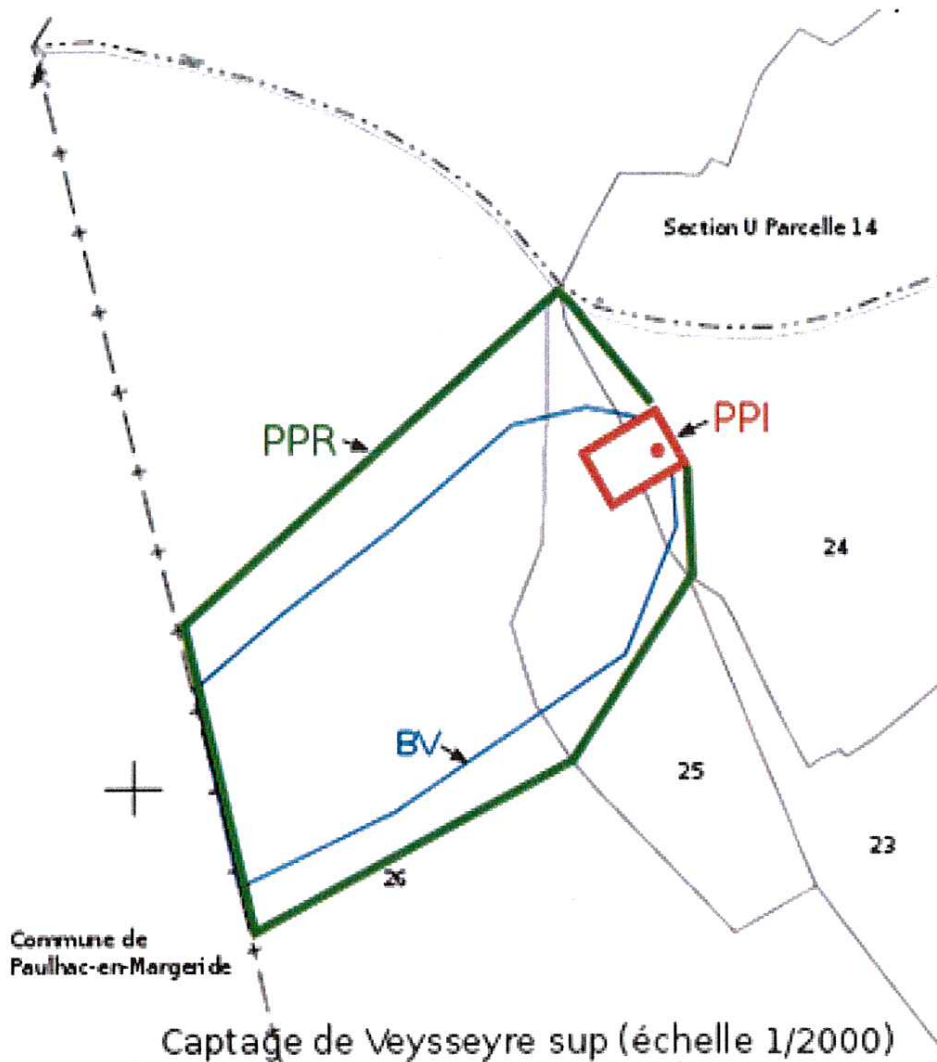 Section U Parcelle 14
PPR
PPI
24
BV
25
23
26
Commune de
Paulhac-en-Margeride
Captage de Veysseyre sup (échelle 1/2000)